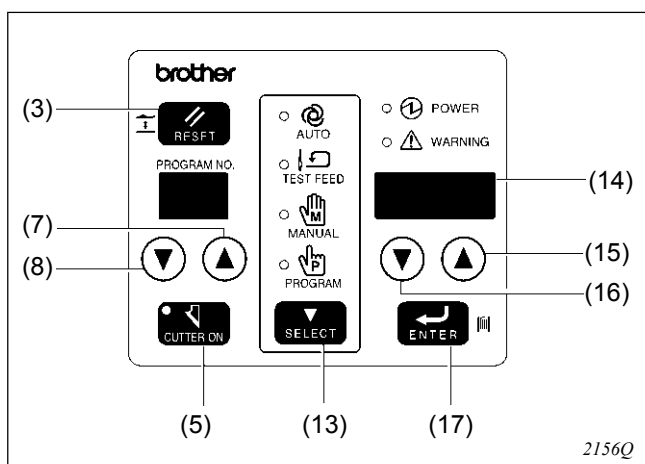 brother
(3)
RESET
PROGRAM NO.
(7)
(8)
CUTTER ON
(5)
AUTO
TEST FEED
M
MANUAL
P
PROGRAM
SELECT
(13)
POWER
WARNING
(14)
(15)
(16)
ENTER
(17)
2156Q